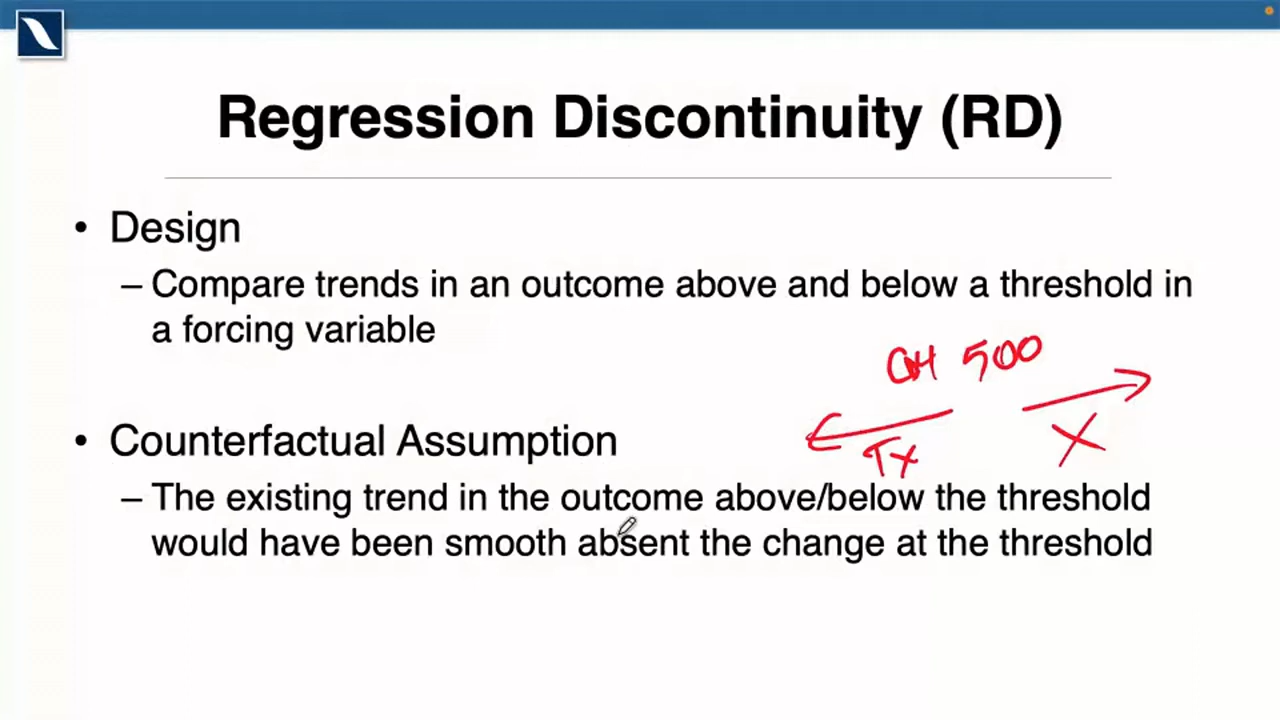 Regression Discontinuity (RD)
• Design
– Compare trends in an outcome above and below a threshold in
a forcing variable
500
Tx
X
• Counterfactual Assumption
– The existing trend in the outcome above/below the threshold
would have been smooth absent the change at the threshold